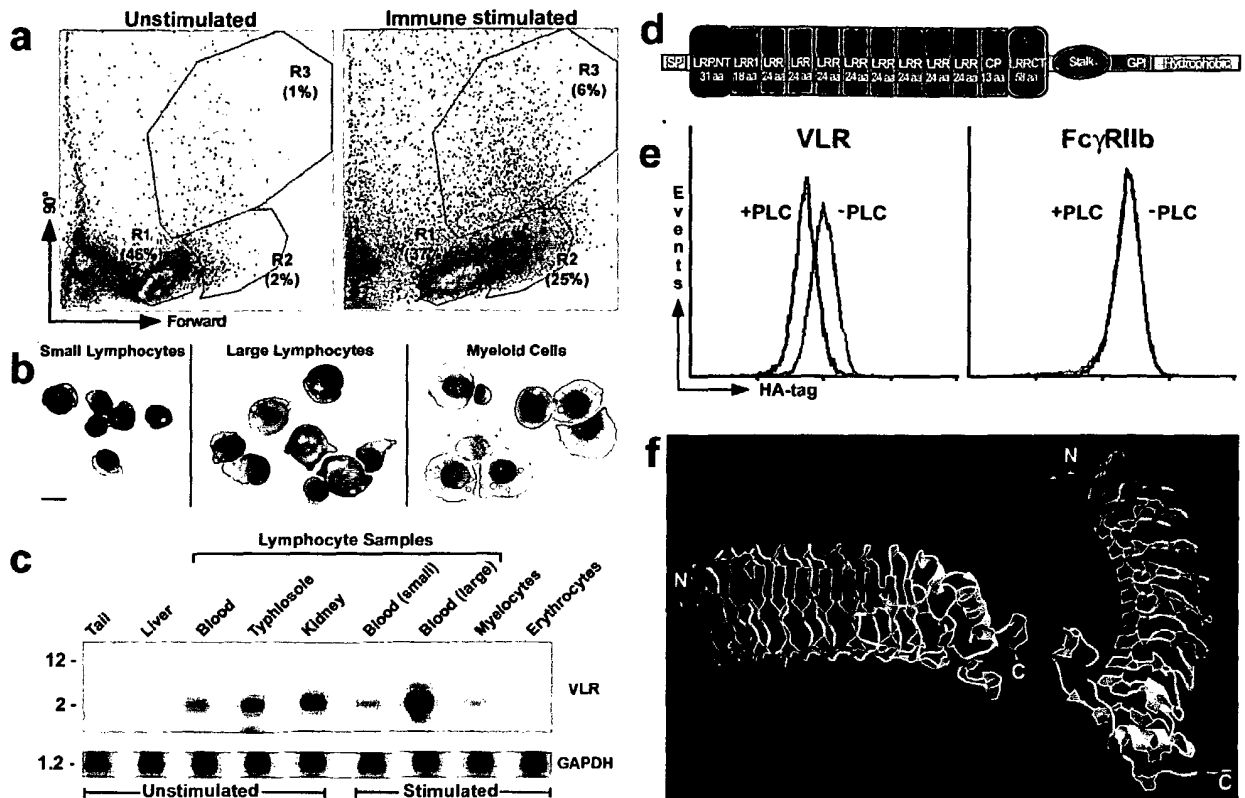 a
Unstimulated
Immune stimulated
R3
(1%)
R3
(6%)
R1
(46%)
R2
(2%)
R1
R2
(25%)
90°
Forward
b
Small Lymphocytes
Large Lymphocytes
Myeloid Cells
c
Lymphocyte Samples
Tail
Liver
Blood
Typhlosole
Kidney
Blood (small)
Blood (large)
Myelocytes
Erythrocytes
12 -
2 -
VLR
1.2 -
GAPDH
Unstimulated
Stimulated
d
SP
LRRNT LRR1 LRR LRR LRR LRR LRR LRR LRR LRR CP LRRCT
31 aa 18 aa 24 aa 24 aa 24 aa 24 aa 24 aa 24 aa 24 aa 24 aa 13 aa 58 aa
Stalk
GPI
Hydrophobic
e
VLR
FcγRIIb
+PLC
-PLC
+PLC
-PLC
Events
HA-tag
f
N
C
N
C